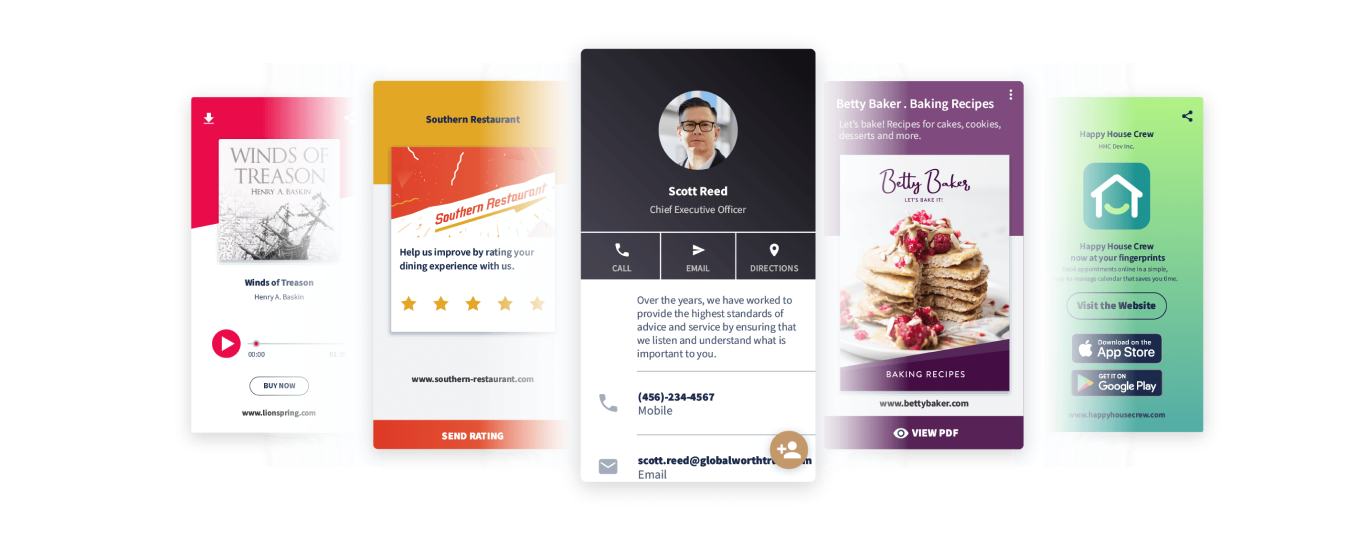 WINDS OF
TREASON
HENRY A. BASKIN
Winds of Treason
Henry A. Baskin
00:00
BUY NOW
www.lionspring.com
Southern Restaurant
Southern Restaurant
Help us improve by rating your
dining experience with us.
www.southern-restaurant.com
SEND RATING
Scott Reed
Chief Executive Officer
CALL
EMAIL
DIRECTIONS
Over the years, we have worked to
provide the highest standards of
advice and service by ensuring that
we listen and understand what is
important to you.
(456)-234-4567
Mobile
scott.reed@globalworthtr
Email
Betty Baker . Baking Recipes
Let's bake! Recipes for cakes, cookies,
desserts and more.
Betty Baker
LET'S BAKE IT!
BAKING RECIPES
www.bettybaker.com
VIEW PDF
Happy House Crew
HHC Dev Inc.
Happy House Crew
now at your fingerprints
appointments online in a simple,
manage calendar that saves you time.
Visit the Website
Download on the
App Store
GET IT ON
Google Play
www.happyhousecrew.com